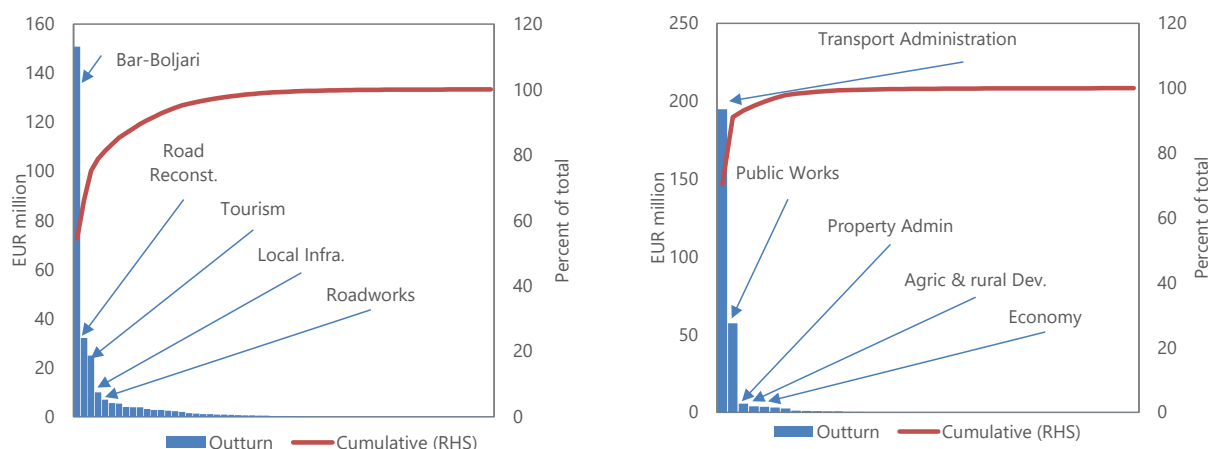 160
140
120
100
80
60
40
20
0
EUR million
120
100
80
60
40
20
0
Percent of total
Bar-Boljari
Road
Reconst.
Tourism
Local Infra.
Roadworks
Outturn
Cumulative (RHS)
250
200
150
100
50
0
EUR million
120
100
80
60
40
20
0
Percent of total
Transport Administration
Public Works
Property Admin
Agric & rural Dev.
Economy
Outturn
Cumulative (RHS)